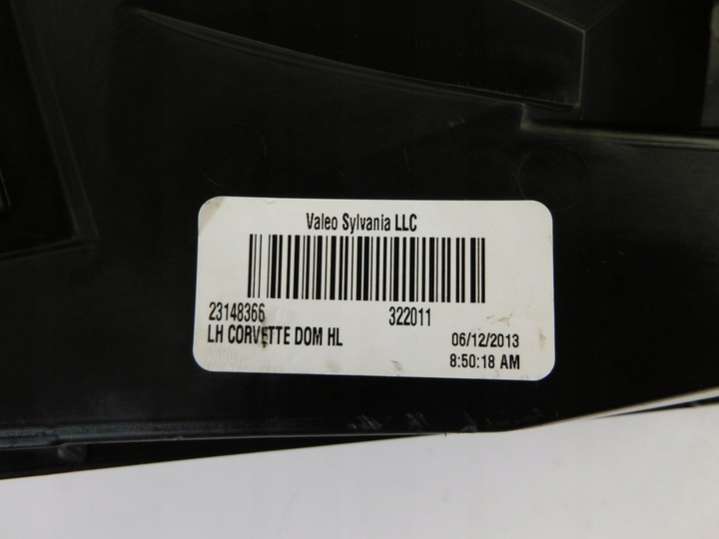 Valeo Sylvania LLC
23148366 322011
LH CORVETTE DOM HL
06/12/2013
8:50:18 AM